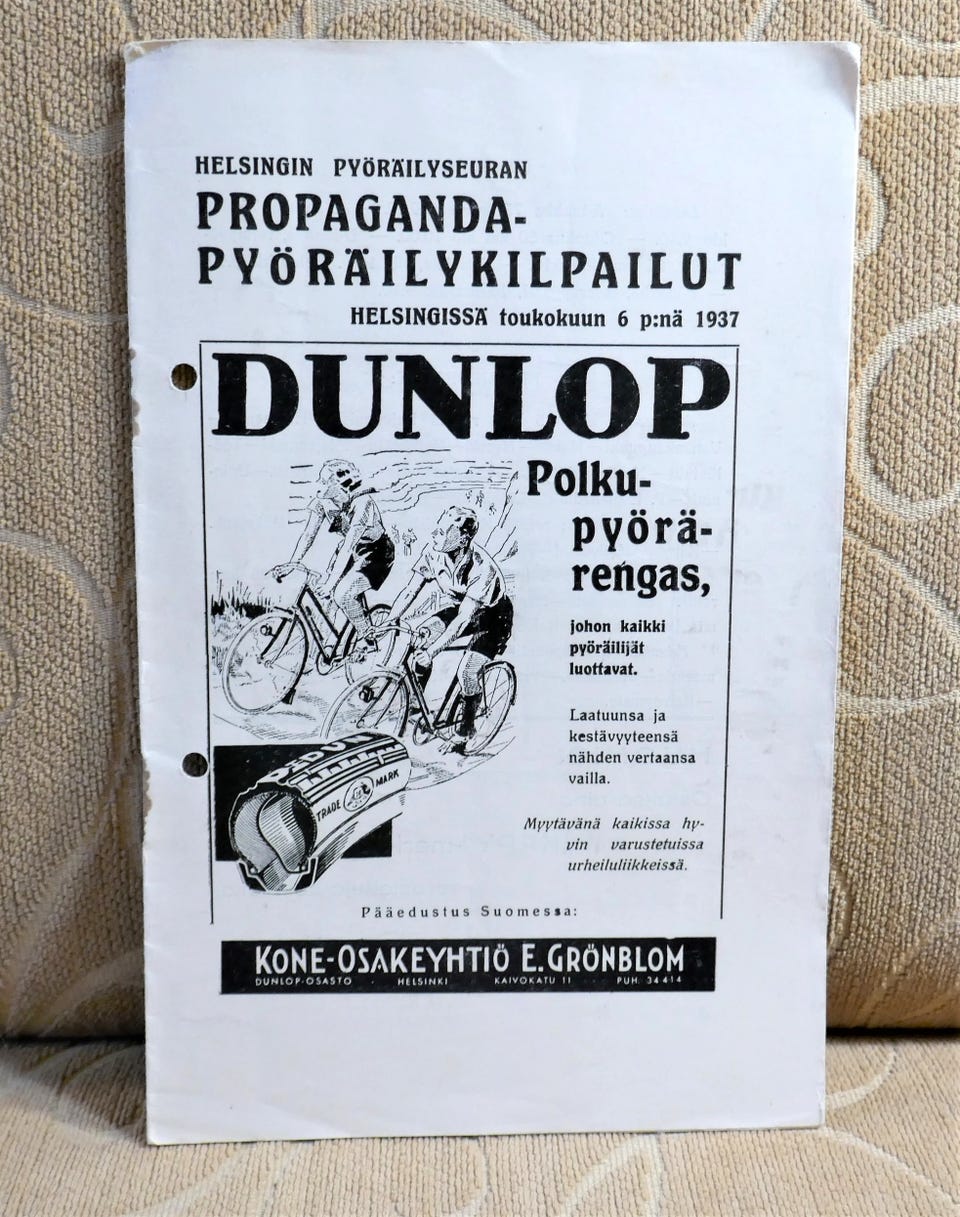 HELSINGIN PYÖRÄILYSEURAN
PROPAGANDA-
PYÖRÄILYKILPAILUT
HELSINGISSÄ toukokuun 6 p:nä 1937
DUNLOP
Polku-
pyörä-
rengas,
johon kaikki
pyöräilijät
luottavat.
Laatuunsa ja
kestävyyteensä
nähden vertaansa
vailla.
Myytävänä kaikissa hy-
vin varustetuissa
urheiluliikkeissä.
TRADE MARK
Pääedustus Suomessa:
KONE-OSAKEYHTIÖ E. GRÖNBLOM
DUNLOP-OSASTO · HELSINKI KAIVOKATU 11 · PUH. 34414